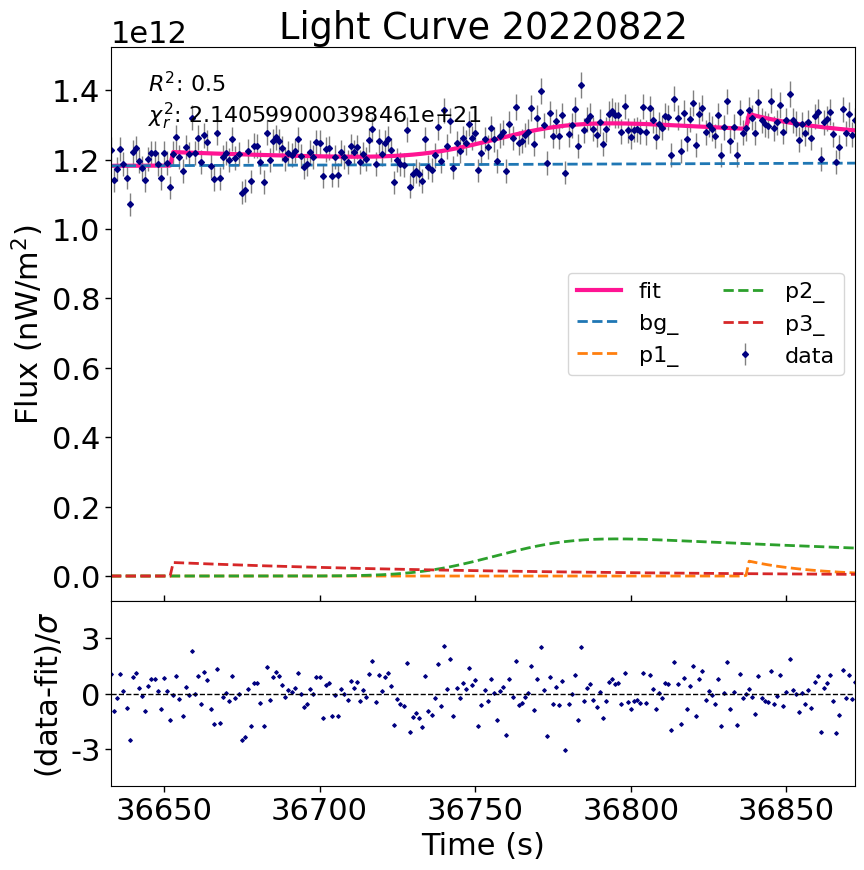 Light Curve 20220822
1e12
R²: 0.5
χ²ᵣ: 2.140599000398461e+21
1.4
1.2
1.0
0.8
0.6
0.4
0.2
0.0
Flux (nW/m²)
fit
bg_
p1_
p2_
p3_
data
3
0
-3
(data-fit)/σ
36650 36700 36750 36800 36850
Time (s)